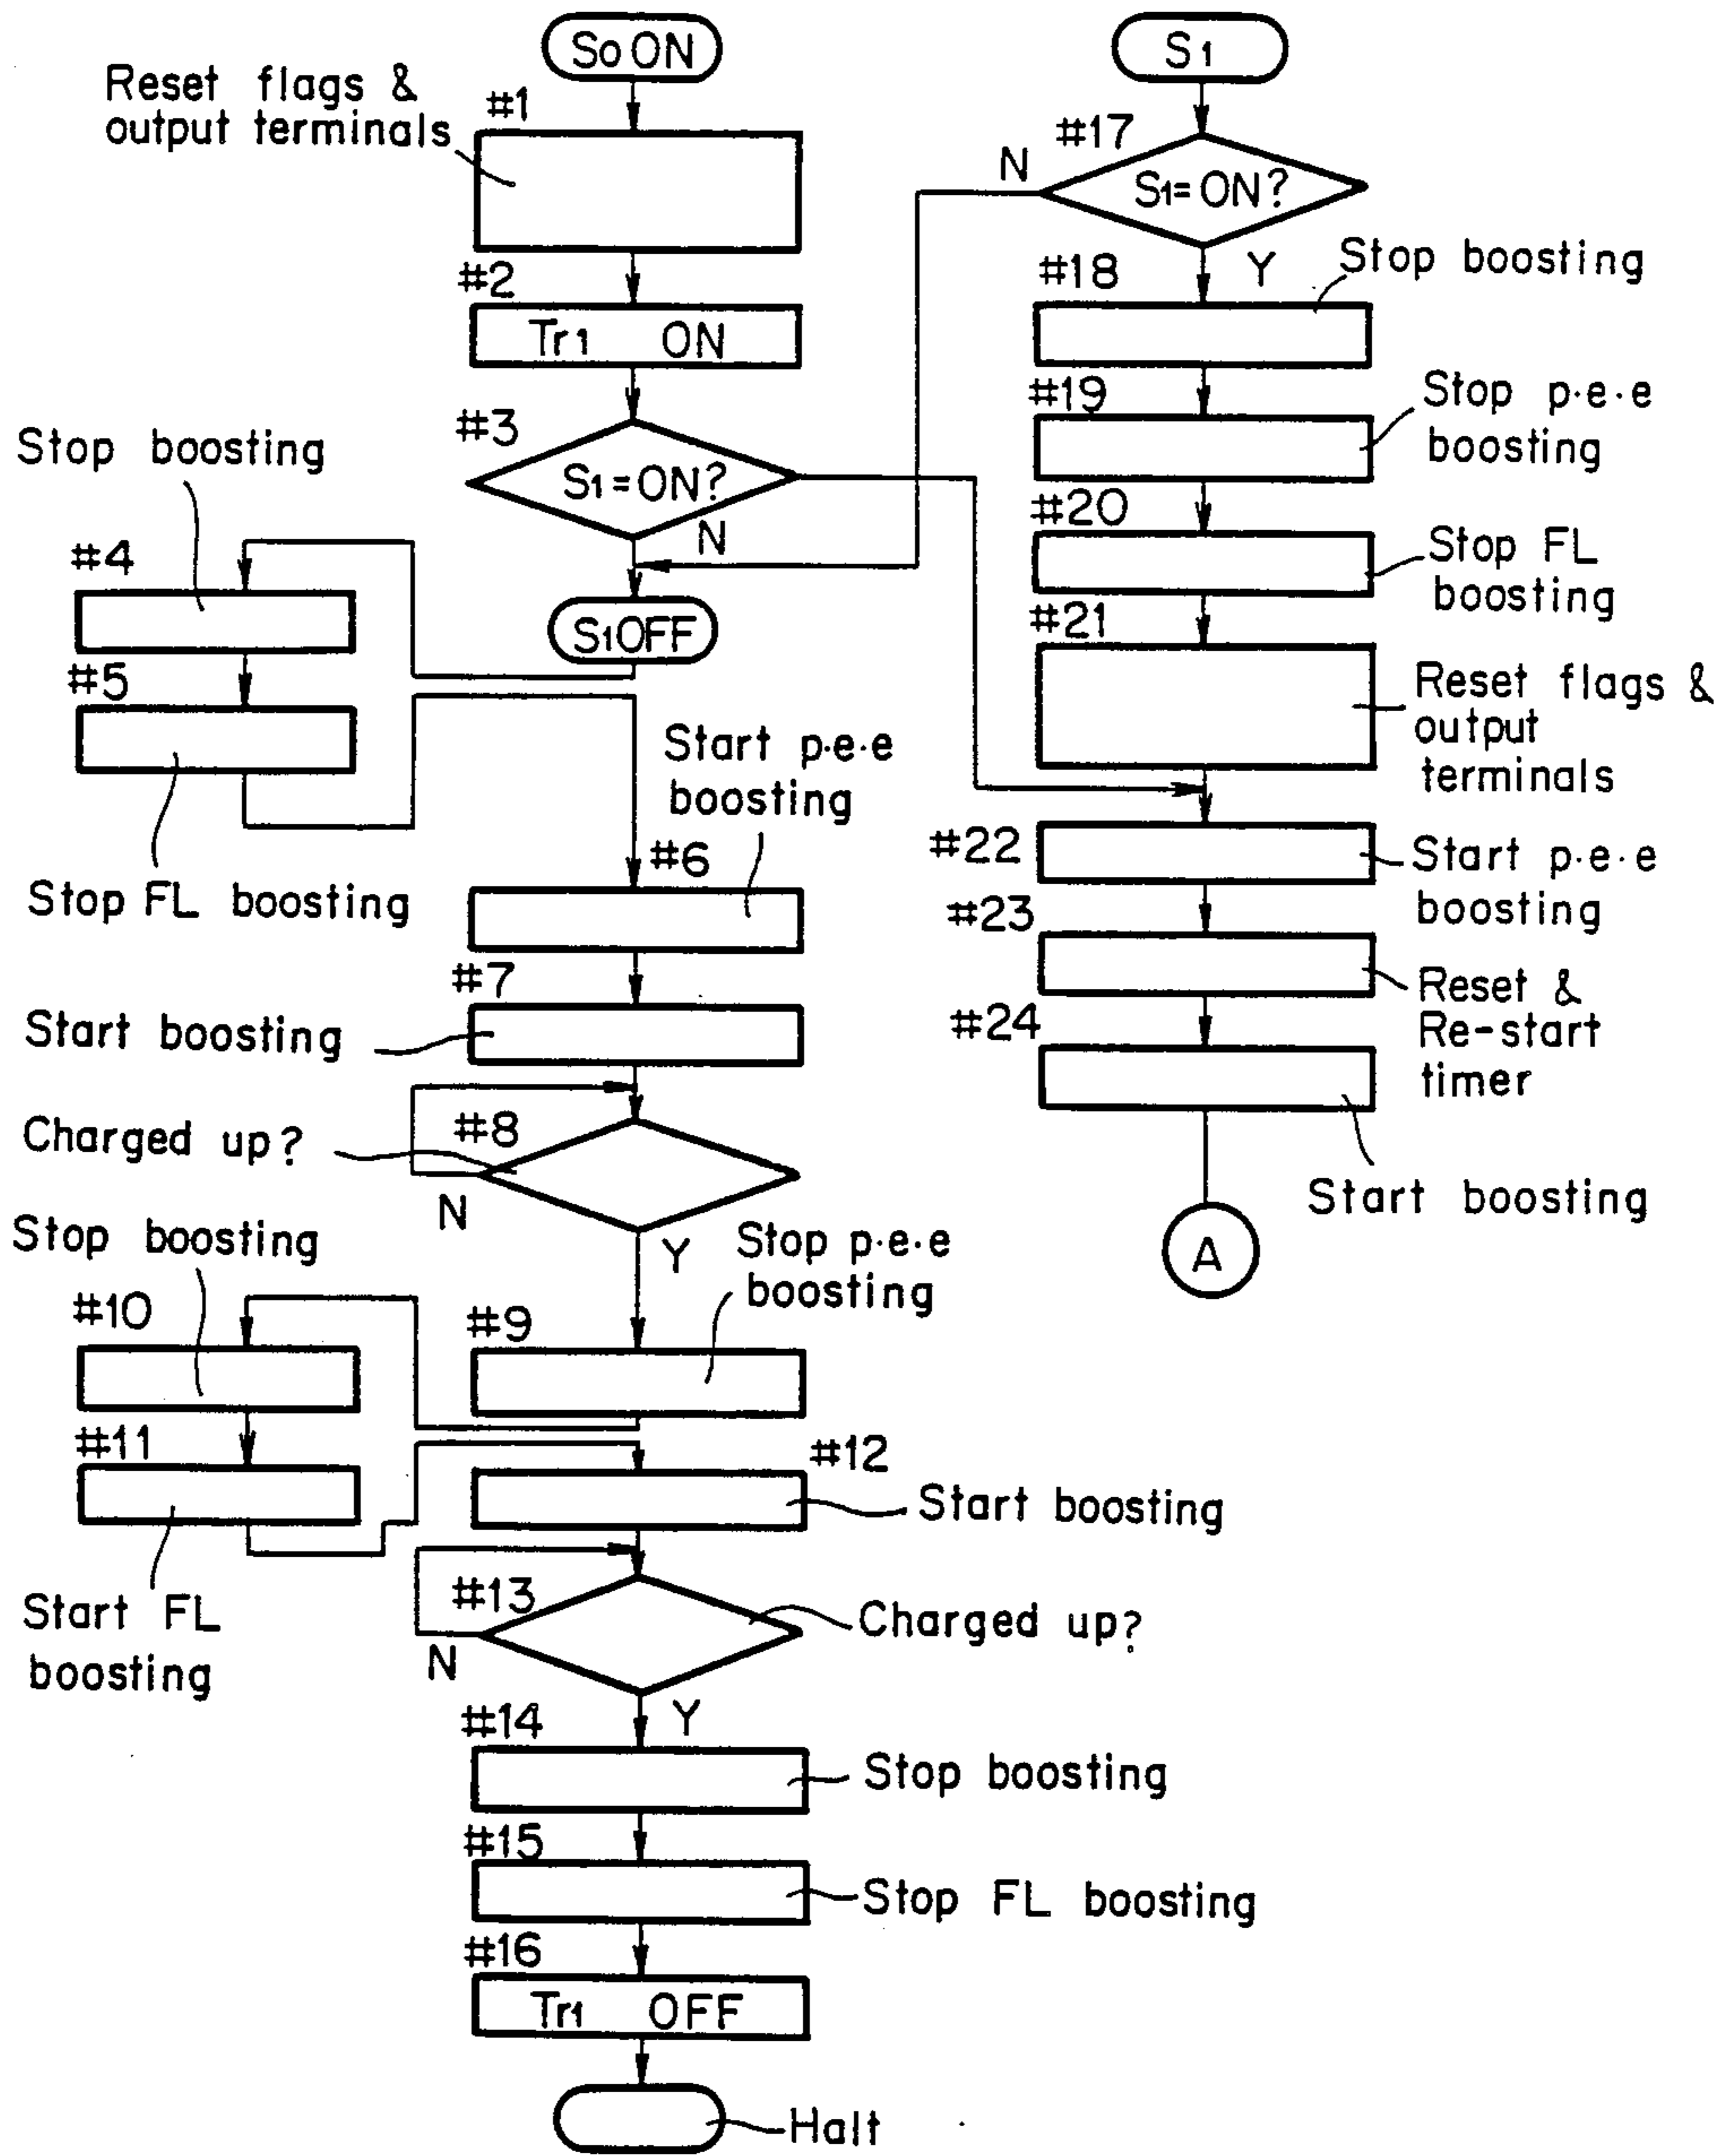 So ON
Reset flags &
output terminals
#1
#2
Tr1 ON
#3
S1=ON?
N
Stop boosting
#4
S1OFF
#5
Stop FL boosting
Start p·e·e
boosting
#6
#7
Start boosting
Charged up?
#8
N
Y
Stop boosting
Stop p·e·e
boosting
#10
#9
#11
#12
Start boosting
Start FL
boosting
#13
Charged up?
N
Y
#14
Stop boosting
#15
Stop FL boosting
#16
Tr1 OFF
Halt
S1
#17
N
S1=ON?
Y
#18
Stop boosting
#19
Stop p·e·e
boosting
#20
Stop FL
boosting
#21
Reset flags &
output
terminals
#22
Start p·e·e
boosting
#23
Reset &
Re-start
timer
#24
Start boosting
A